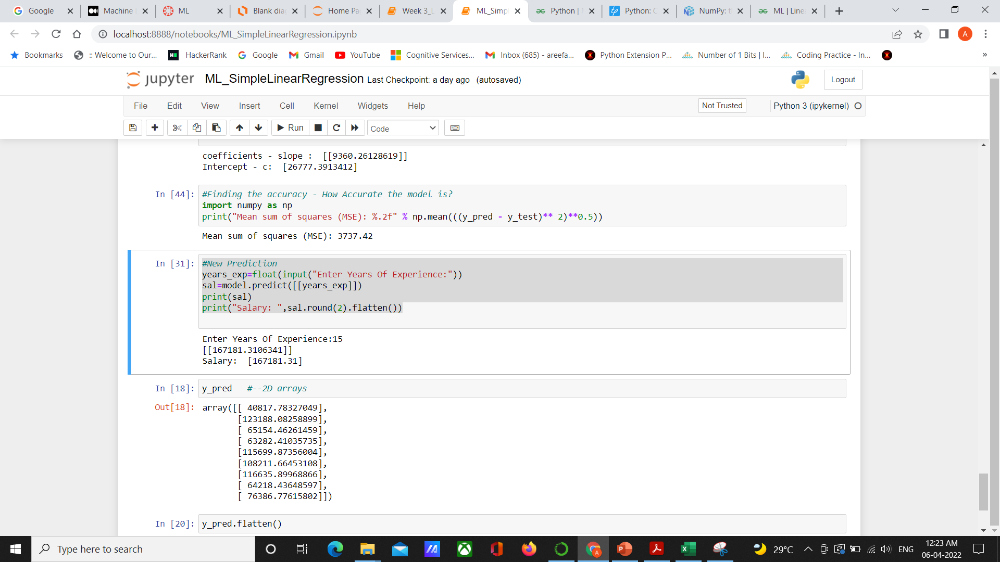 Google
Machine
ML
Blank dia
Home Pa
Week 3_L
ML_Simpl
Python |
Python: C
NumPy: t
ML | Line
localhost:8888/notebooks/ML_SimpleLinearRegression.ipynb
A
Bookmarks
:: Welcome to Our...
HackerRank
Google
Gmail
YouTube
Cognitive Services...
Inbox (685) - areefa...
Python Extension P...
Number of 1 Bits | I...
Coding Practice - In...
»
jupyter ML_SimpleLinearRegression Last Checkpoint: a day ago (autosaved)
Logout
File Edit View Insert Cell Kernel Widgets Help
Not Trusted
Python 3 (ipykernel)
Run
Code
coefficients - slope :  [[9360.26128619]]
Intercept - c:  [26777.3913412]
In [44]: #Finding the accuracy - How Accurate the model is?
import numpy as np
print("Mean sum of squares (MSE): %.2f" % np.mean(((y_pred - y_test)** 2)**0.5))
Mean sum of squares (MSE): 3737.42
In [31]: #New Prediction
years_exp=float(input("Enter Years Of Experience:"))
sal=model.predict([[years_exp]])
print(sal)
print("Salary: ",sal.round(2).flatten())
Enter Years Of Experience:15
[[167181.3106341]]
Salary:  [167181.31]
In [18]: y_pred   #--2D arrays
Out[18]: array([[ 40817.78327049],
[123188.08258899],
[ 65154.46261459],
[ 63282.41035735],
[115699.87356004],
[108211.66453108],
[116635.89968866],
[ 64218.43648597],
[ 76386.77615802]])
In [20]: y_pred.flatten()
Type here to search
29°C
ENG
12:23 AM
06-04-2022